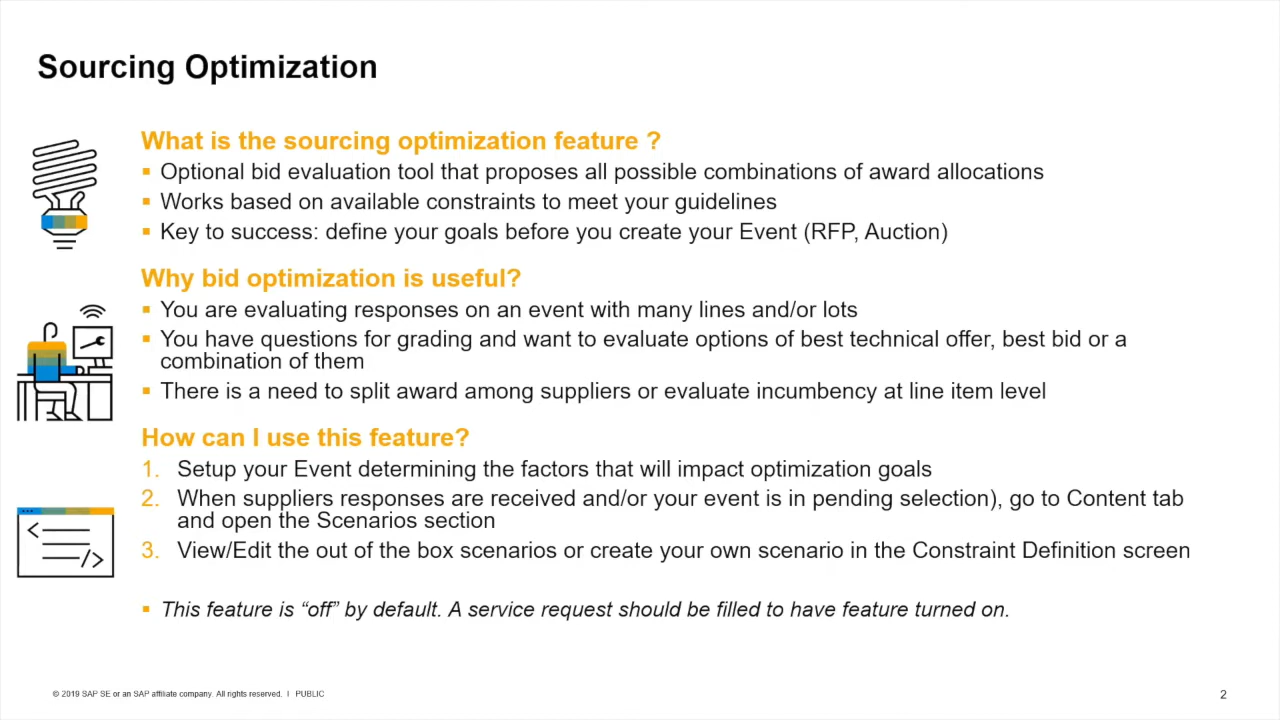 Sourcing Optimization
What is the sourcing optimization feature ?
▪ Optional bid evaluation tool that proposes all possible combinations of award allocations
▪ Works based on available constraints to meet your guidelines
▪ Key to success: define your goals before you create your Event (RFP, Auction)
Why bid optimization is useful?
▪ You are evaluating responses on an event with many lines and/or lots
▪ You have questions for grading and want to evaluate options of best technical offer, best bid or a
combination of them
▪ There is a need to split award among suppliers or evaluate incumbency at line item level
How can I use this feature?
1. Setup your Event determining the factors that will impact optimization goals
2. When suppliers responses are received and/or your event is in pending selection), go to Content tab
and open the Scenarios section
3. View/Edit the out of the box scenarios or create your own scenario in the Constraint Definition screen
▪ This feature is “off” by default. A service request should be filled to have feature turned on.
© 2019 SAP SE or an SAP affiliate company. All rights reserved. I PUBLIC
2